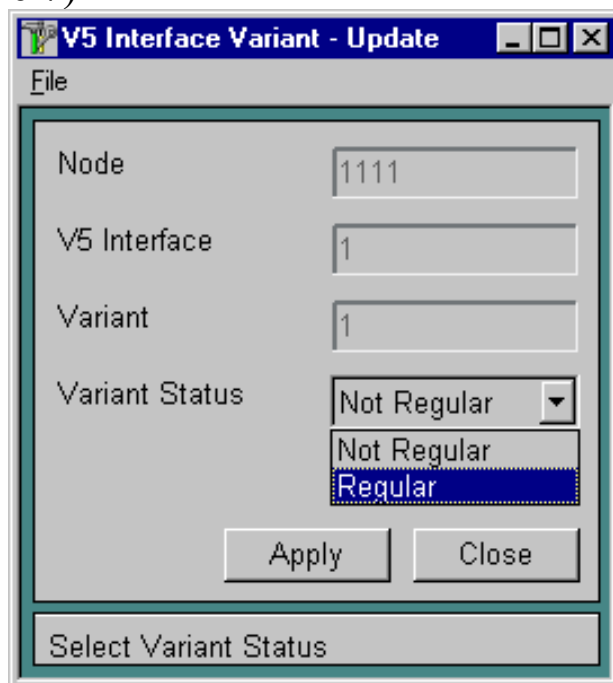 V5 Interface Variant - Update
File
Node 1111
V5 Interface 1
Variant 1
Variant Status Not Regular
Not Regular
Regular
Apply Close
Select Variant Status